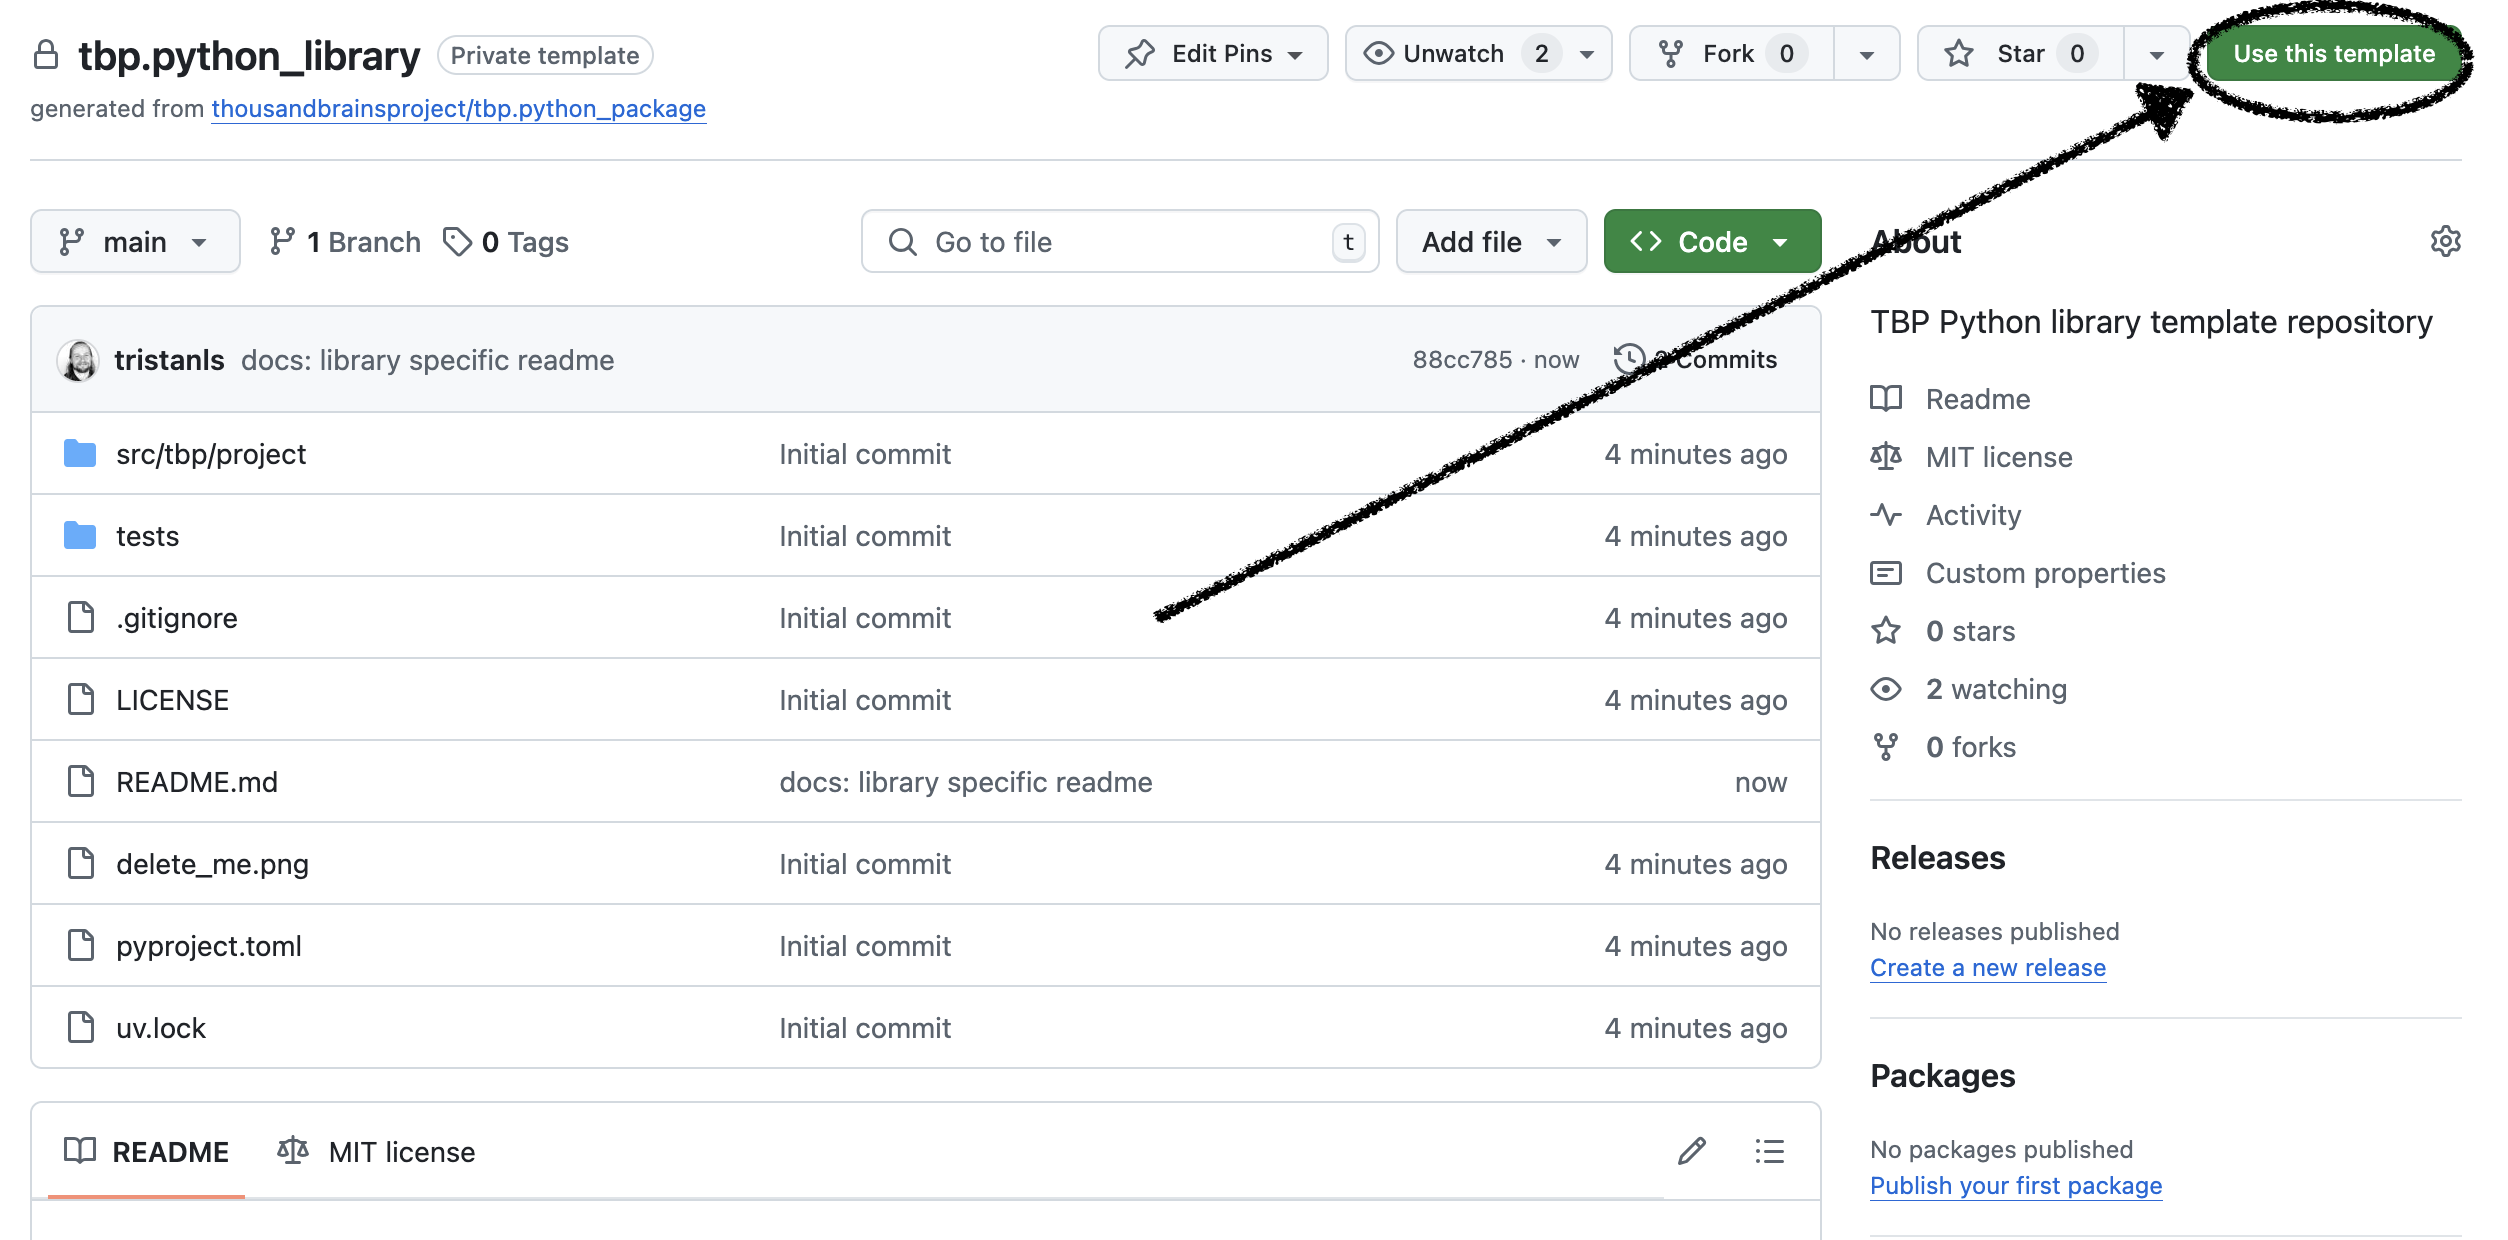 tbp.python_library Private template Edit Pins Unwatch 2 Fork 0 Star 0 Use this template
generated from thousandbrainsproject/tbp.python_package
main 1 Branch 0 Tags Go to file t Add file Code
tristanls docs: library specific readme 88cc785 · now Commits
src/tbp/project Initial commit 4 minutes ago
tests Initial commit 4 minutes ago
.gitignore Initial commit 4 minutes ago
LICENSE Initial commit 4 minutes ago
README.md docs: library specific readme now
delete_me.png Initial commit 4 minutes ago
pyproject.toml Initial commit 4 minutes ago
uv.lock Initial commit 4 minutes ago
README MIT license
About
TBP Python library template repository
Readme
MIT license
Activity
Custom properties
0 stars
2 watching
0 forks
Releases
No releases published
Create a new release
Packages
No packages published
Publish your first package